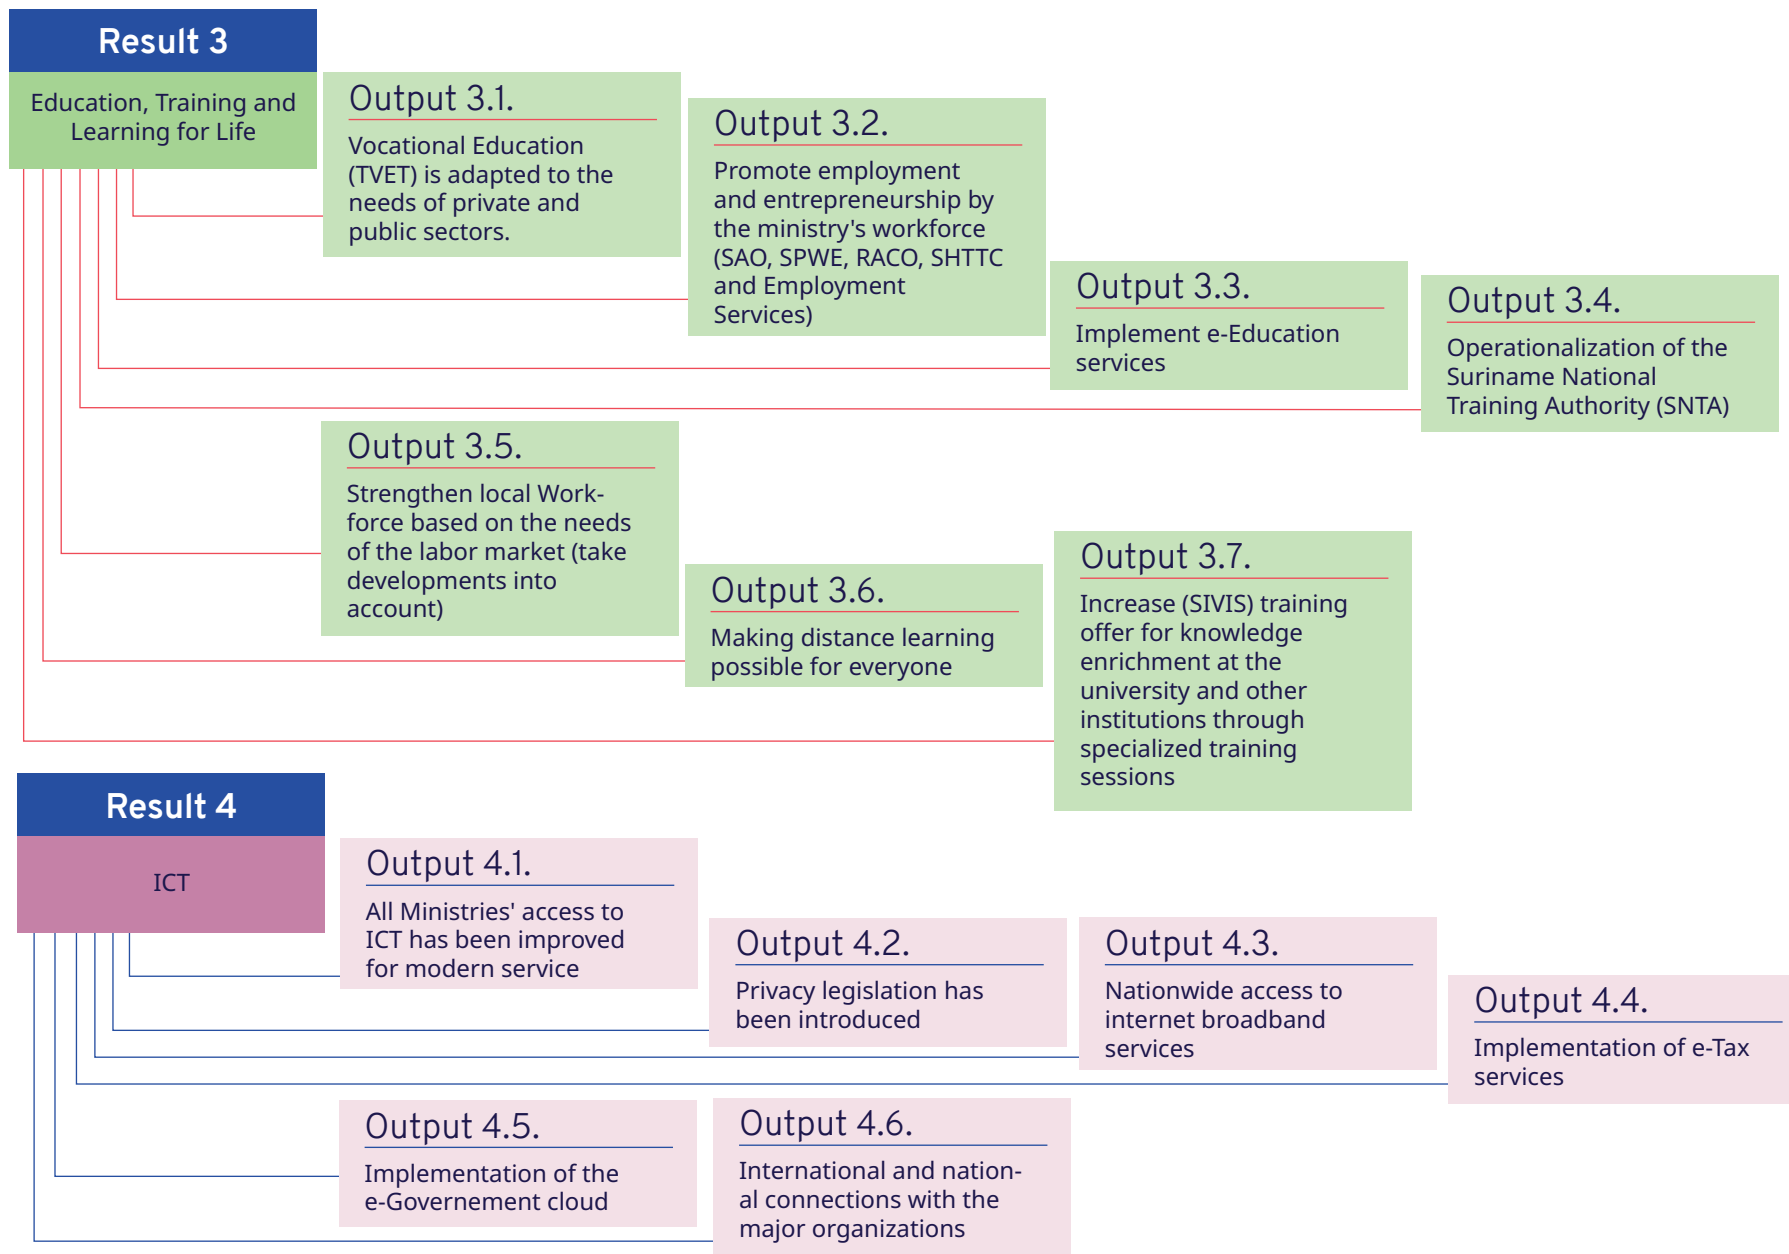 Result 3
Education, Training and
Learning for Life
Output 3.1.
Vocational Education
(TVET) is adapted to the
needs of private and
public sectors.
Output 3.2.
Promote employment
and entrepreneurship by
the ministry's workforce
(SAO, SPWE, RACO, SHTTC
and Employment
Services)
Output 3.3.
Implement e-Education
services
Output 3.4.
Operationalization of the
Suriname National
Training Authority (SNTA)
Output 3.5.
Strengthen local Work-
force based on the needs
of the labor market (take
developments into
account)
Output 3.6.
Making distance learning
possible for everyone
Output 3.7.
Increase (SIVIS) training
offer for knowledge
enrichment at the
university and other
institutions through
specialized training
sessions
Result 4
ICT
Output 4.1.
All Ministries' access to
ICT has been improved
for modern service
Output 4.2.
Privacy legislation has
been introduced
Output 4.3.
Nationwide access to
internet broadband
services
Output 4.4.
Implementation of e-Tax
services
Output 4.5.
Implementation of the
e-Governement cloud
Output 4.6.
International and nation-
al connections with the
major organizations